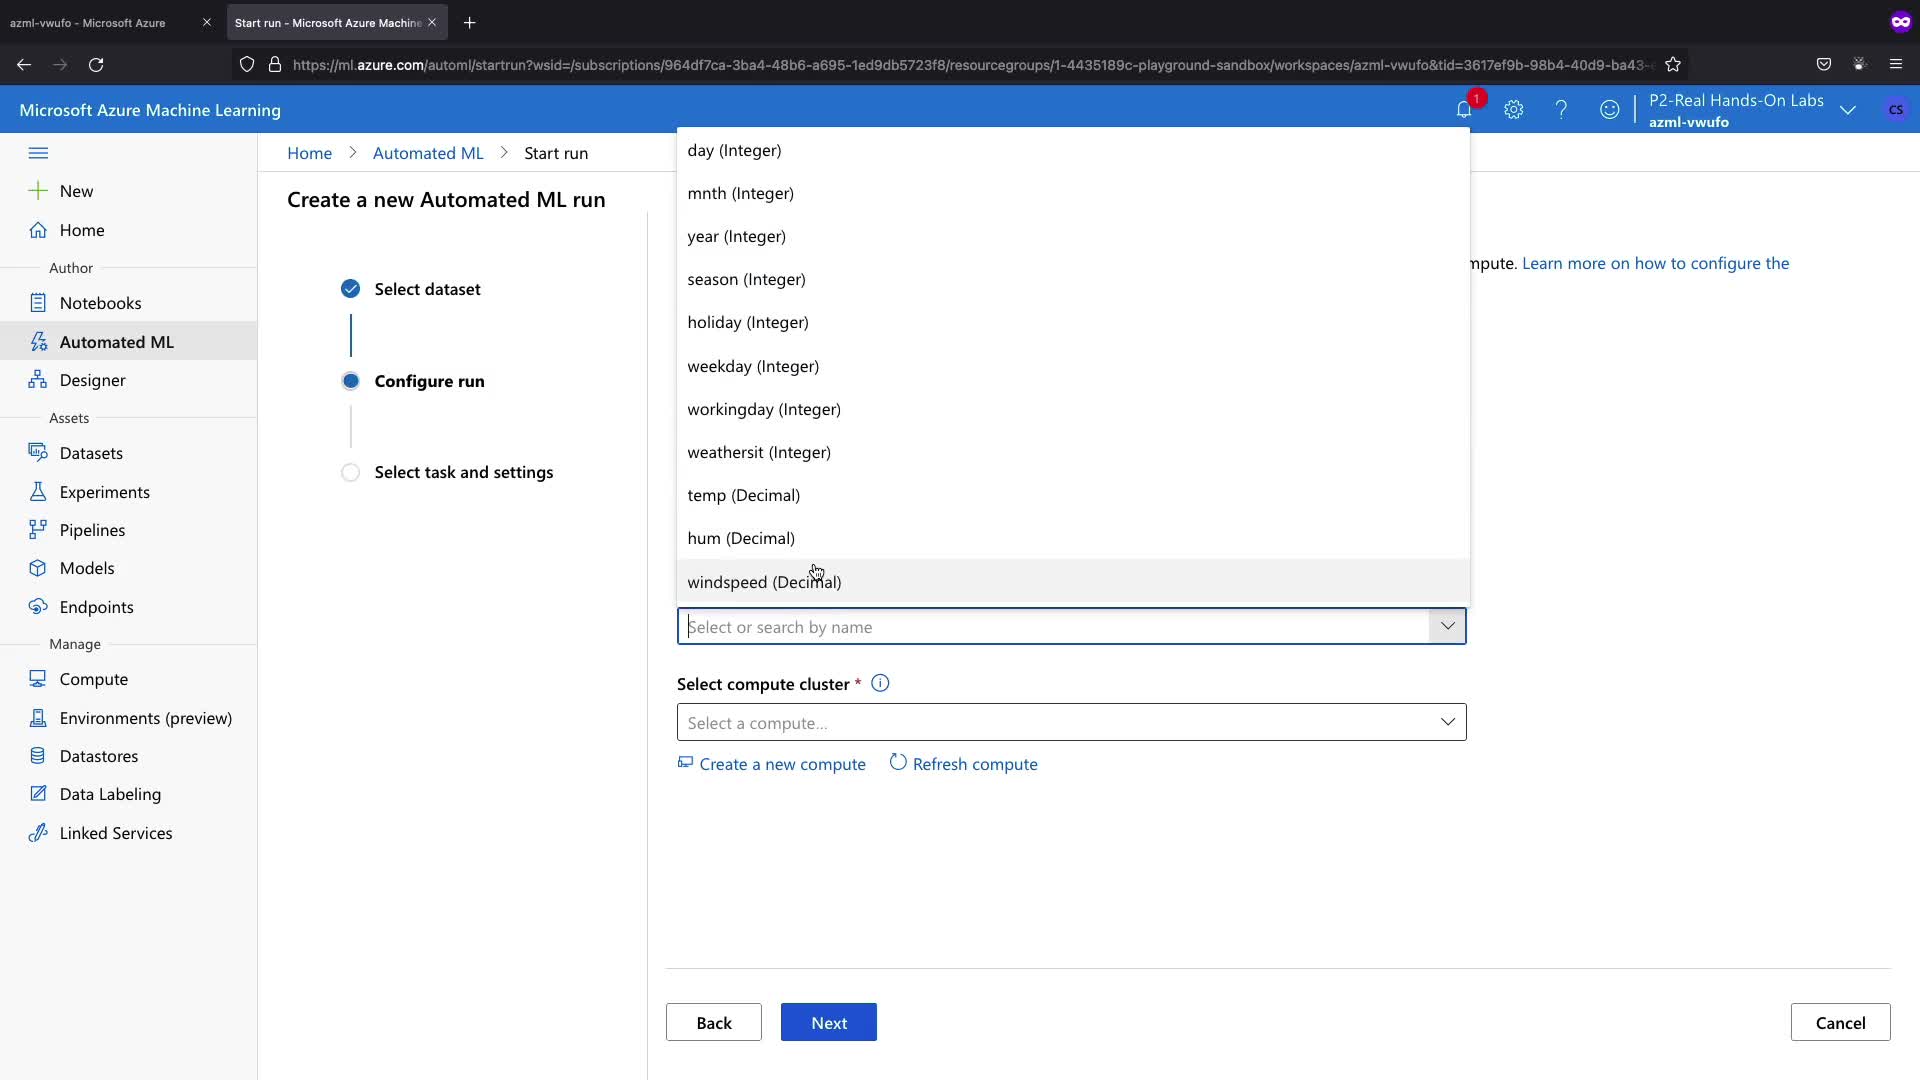 azml-vwufo - Microsoft Azure
Start run - Microsoft Azure Machine
https://ml.azure.com/automl/startrun?wsid=/subscriptions/964df7ca-3ba4-48b6-a695-1ed9db5723f8/resourcegroups/1-4435189c-playground-sandbox/workspaces/azml-vwufo&tid=3617ef9b-98b4-40d9-ba43-
Microsoft Azure Machine Learning
1
P2-Real Hands-On Labs
azml-vwufo
CS
New
Home
Author
Notebooks
Automated ML
Designer
Assets
Datasets
Experiments
Pipelines
Models
Endpoints
Manage
Compute
Environments (preview)
Datastores
Data Labeling
Linked Services
Home > Automated ML > Start run
Create a new Automated ML run
Select dataset
Configure run
Select task and settings
mpute. Learn more on how to configure the
day (Integer)
mnth (Integer)
year (Integer)
season (Integer)
holiday (Integer)
weekday (Integer)
workingday (Integer)
weathersit (Integer)
temp (Decimal)
hum (Decimal)
windspeed (Decimal)
Select or search by name
Select compute cluster *
Select a compute...
Create a new compute
Refresh compute
Back
Next
Cancel